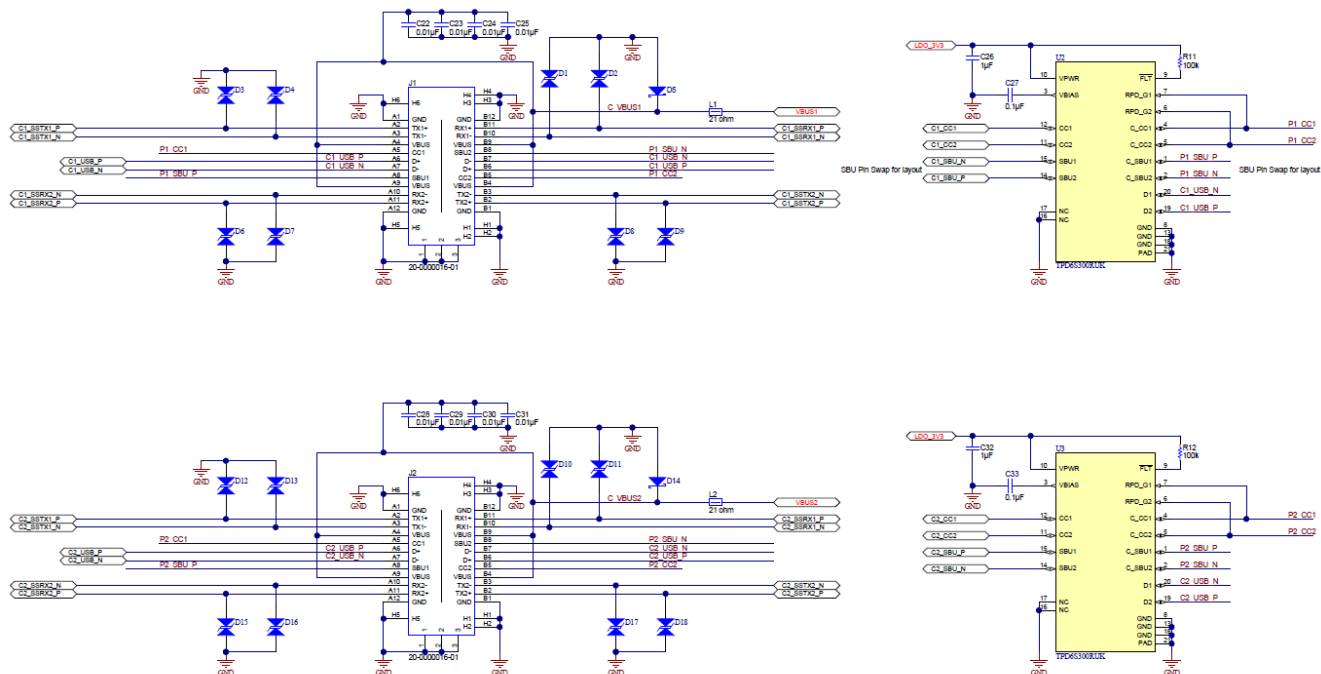 C22 C23 C24 C25
0.01µF 0.01µF 0.01µF 0.01µF
GND
LDO_3V3
C26
1µF
C27
0.1µF
GND
U2
R11
100k
10 VPWR FLT 9
3 VBIAS RPD_G1 7
RPD_G2 6
C1_CC1 12 CC1 C_CC1 4 P1_CC1
C1_CC2 11 CC2 C_CC2 5 P1_CC2
C1_SBU_N 15 SBU1 C_SBU1 1 P1_SBU_P
SBU Pin Swap for layout
SBU Pin Swap for layout
C1_SBU_P 14 SBU2 C_SBU2 2 P1_SBU_N
D1 20 C1_USB_N
17 NC D2 19 C1_USB_P
16 NC
GND 8
GND 13
GND 18
PAD 21
TPD6S300RUK
GND GND
GND D3 D4
J1
D1 D2 D5
GND
H6 H6 H4 H4
H3 H3
GND GND
A1 GND GND B12
C1_SSTX1_P A2 TX1+ RX1+ B11 C1_SSRX1_P
C1_SSTX1_N A3 TX1- RX1- B10 C1_SSRX1_N
A4 VBUS VBUS B9
C_VBUS1 L1 21 ohm VBUS1
P1_CC1 A5 CC1 SBU2 B8 P1_SBU_N
C1_USB_P C1_USB_P A6 D+ D- B7 C1_USB_N
C1_USB_N C1_USB_N A7 D- D+ B6 C1_USB_P
P1_SBU_P A8 SBU1 CC2 B5 P1_CC2
A9 VBUS VBUS B4
C1_SSRX2_N A10 RX2- TX2- B3 C1_SSTX2_N
C1_SSRX2_P A11 RX2+ TX2+ B2 C1_SSTX2_P
A12 GND GND B1
H5 H5 H1 H1
H2 H2
1 2 3
D6 D7 D8 D9
20-0000016-01
GND GND GND GND
C28 C29 C30 C31
0.01µF 0.01µF 0.01µF 0.01µF
GND
LDO_3V3
C32
1µF
C33
0.1µF
GND
U3
R12
100k
10 VPWR FLT 9
3 VBIAS RPD_G1 7
RPD_G2 6
C2_CC1 12 CC1 C_CC1 4 P2_CC1
C2_CC2 11 CC2 C_CC2 5 P2_CC2
C2_SBU_P 15 SBU1 C_SBU1 1 P2_SBU_P
C2_SBU_N 14 SBU2 C_SBU2 2 P2_SBU_N
D1 20 C2_USB_N
17 NC D2 19 C2_USB_P
16 NC
GND 8
GND 13
GND 18
PAD 21
TPD6S300RUK
GND GND
GND D12 D13
J2
D10 D11 D14
GND
H6 H6 H4 H4
H3 H3
GND GND
A1 GND GND B12
C2_SSTX1_P A2 TX1+ RX1+ B11 C2_SSRX1_P
C2_SSTX1_N A3 TX1- RX1- B10 C2_SSRX1_N
A4 VBUS VBUS B9
C_VBUS2 L2 21 ohm VBUS2
P2_CC1 A5 CC1 SBU2 B8 P2_SBU_N
C2_USB_P C2_USB_P A6 D+ D- B7 C2_USB_N
C2_USB_N C2_USB_N A7 D- D+ B6 C2_USB_P
P2_SBU_P A8 SBU1 CC2 B5 P2_CC2
A9 VBUS VBUS B4
C2_SSRX2_N A10 RX2- TX2- B3 C2_SSTX2_N
C2_SSRX2_P A11 RX2+ TX2+ B2 C2_SSTX2_P
A12 GND GND B1
H5 H5 H1 H1
H2 H2
1 2 3
D15 D16 D17 D18
20-0000016-01
GND GND GND GND